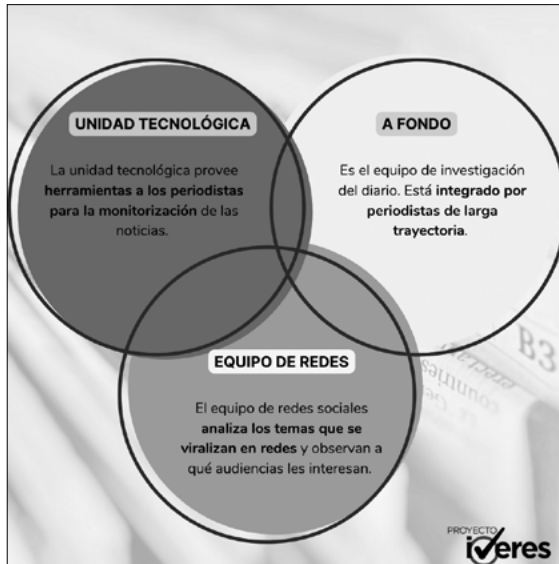 UNIDAD TECNOLÓGICA
La unidad tecnológica provee
herramientas a los periodistas
para la monitorización de las
noticias.
A FONDO
Es el equipo de investigación
del diario. Está integrado por
periodistas de larga
trayectoria.
EQUIPO DE REDES
El equipo de redes sociales
analiza los temas que se
viralizan en redes y observan a
qué audiencias les interesan.
B3
countries
PROYECTO
iVeres